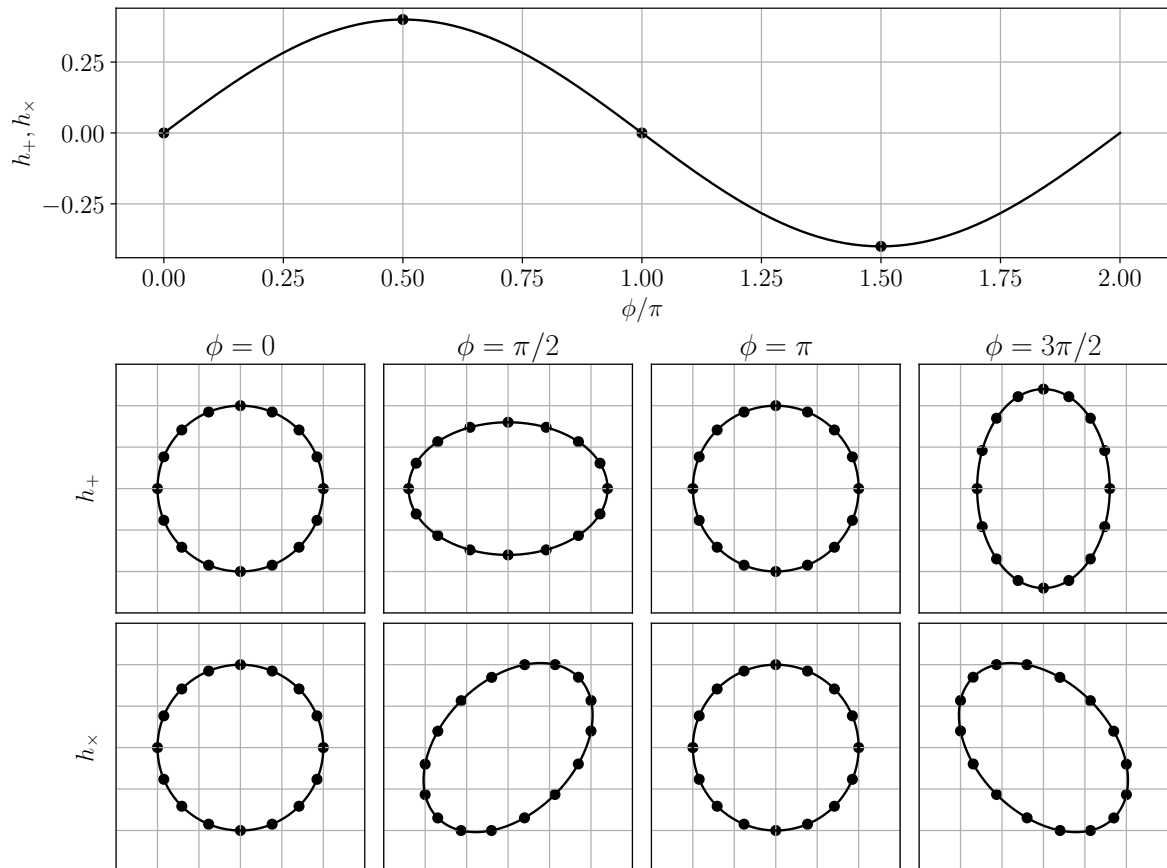 0.25
0.00
−0.25
h₊, hₓ
0.00 0.25 0.50 0.75 1.00 1.25 1.50 1.75 2.00
ϕ/π
ϕ = 0 ϕ = π/2 ϕ = π ϕ = 3π/2
h₊
h×